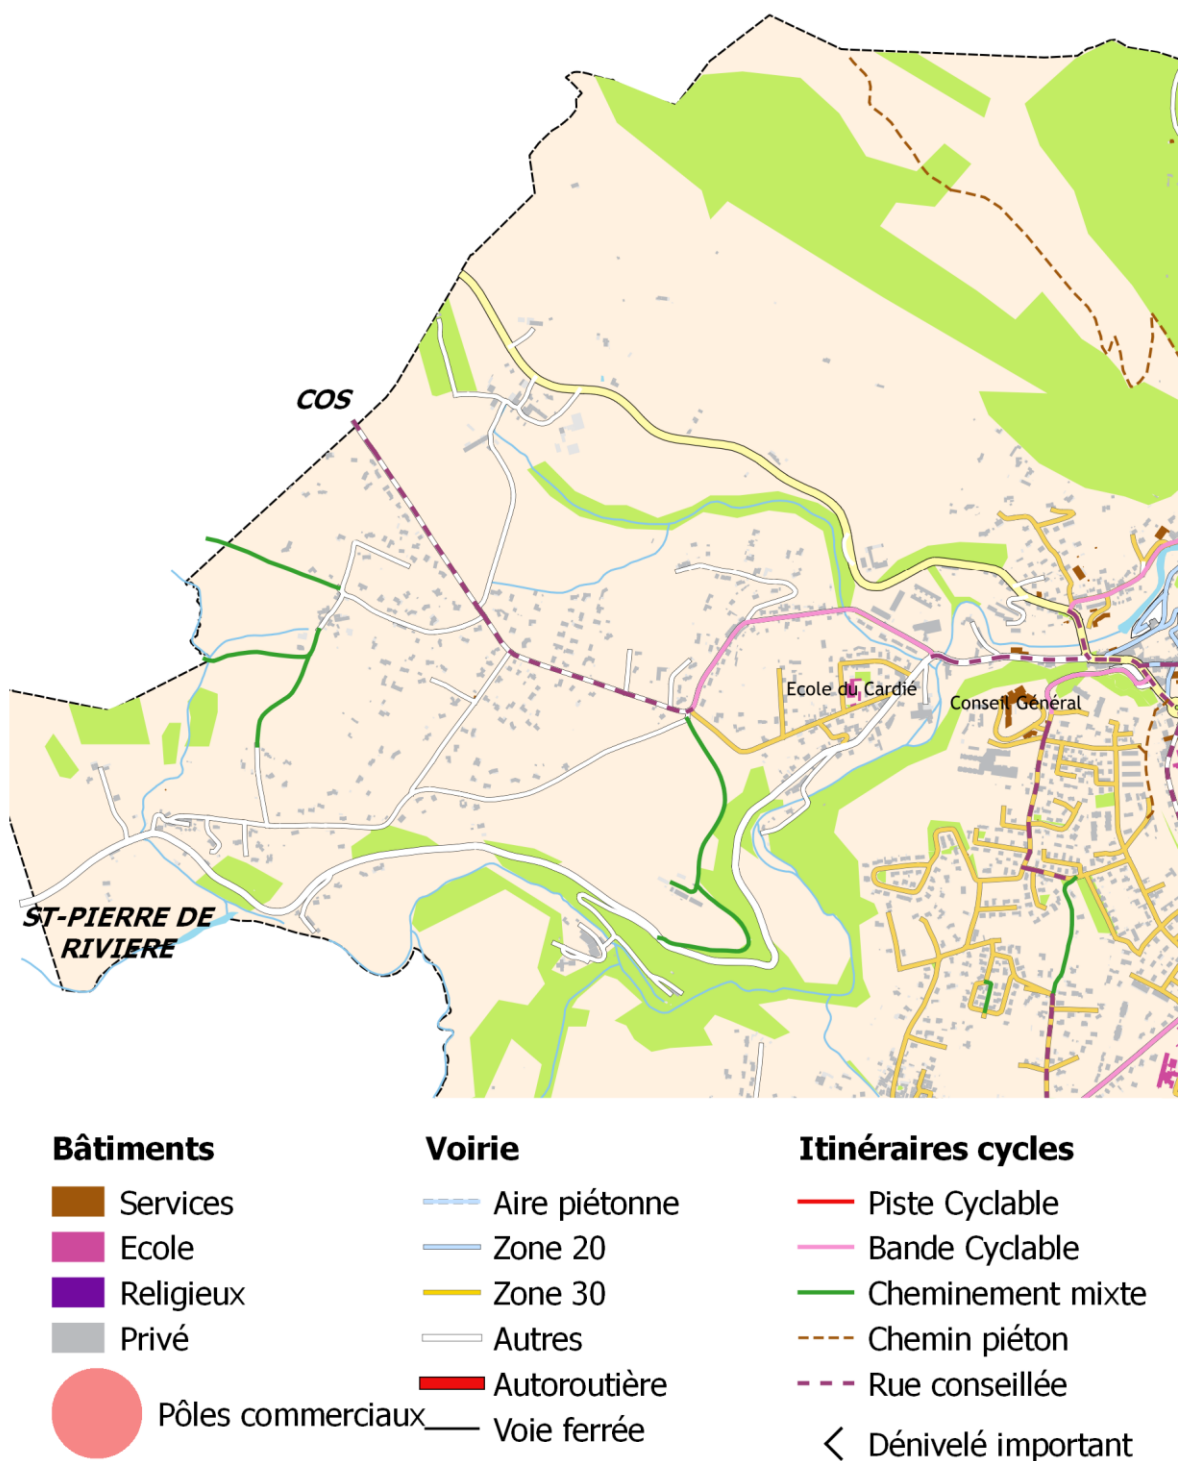 COS
Ecole du Cardié
Conseil Général
ST-PIERRE DE
RIVIERE
Bâtiments
Services
Ecole
Religieux
Privé
Pôles commerciaux
Voirie
Aire piétonne
Zone 20
Zone 30
Autres
Autoroutière
Voie ferrée
Itinéraires cycles
Piste Cyclable
Bande Cyclable
Cheminement mixte
Chemin piéton
Rue conseillée
Dénivelé important